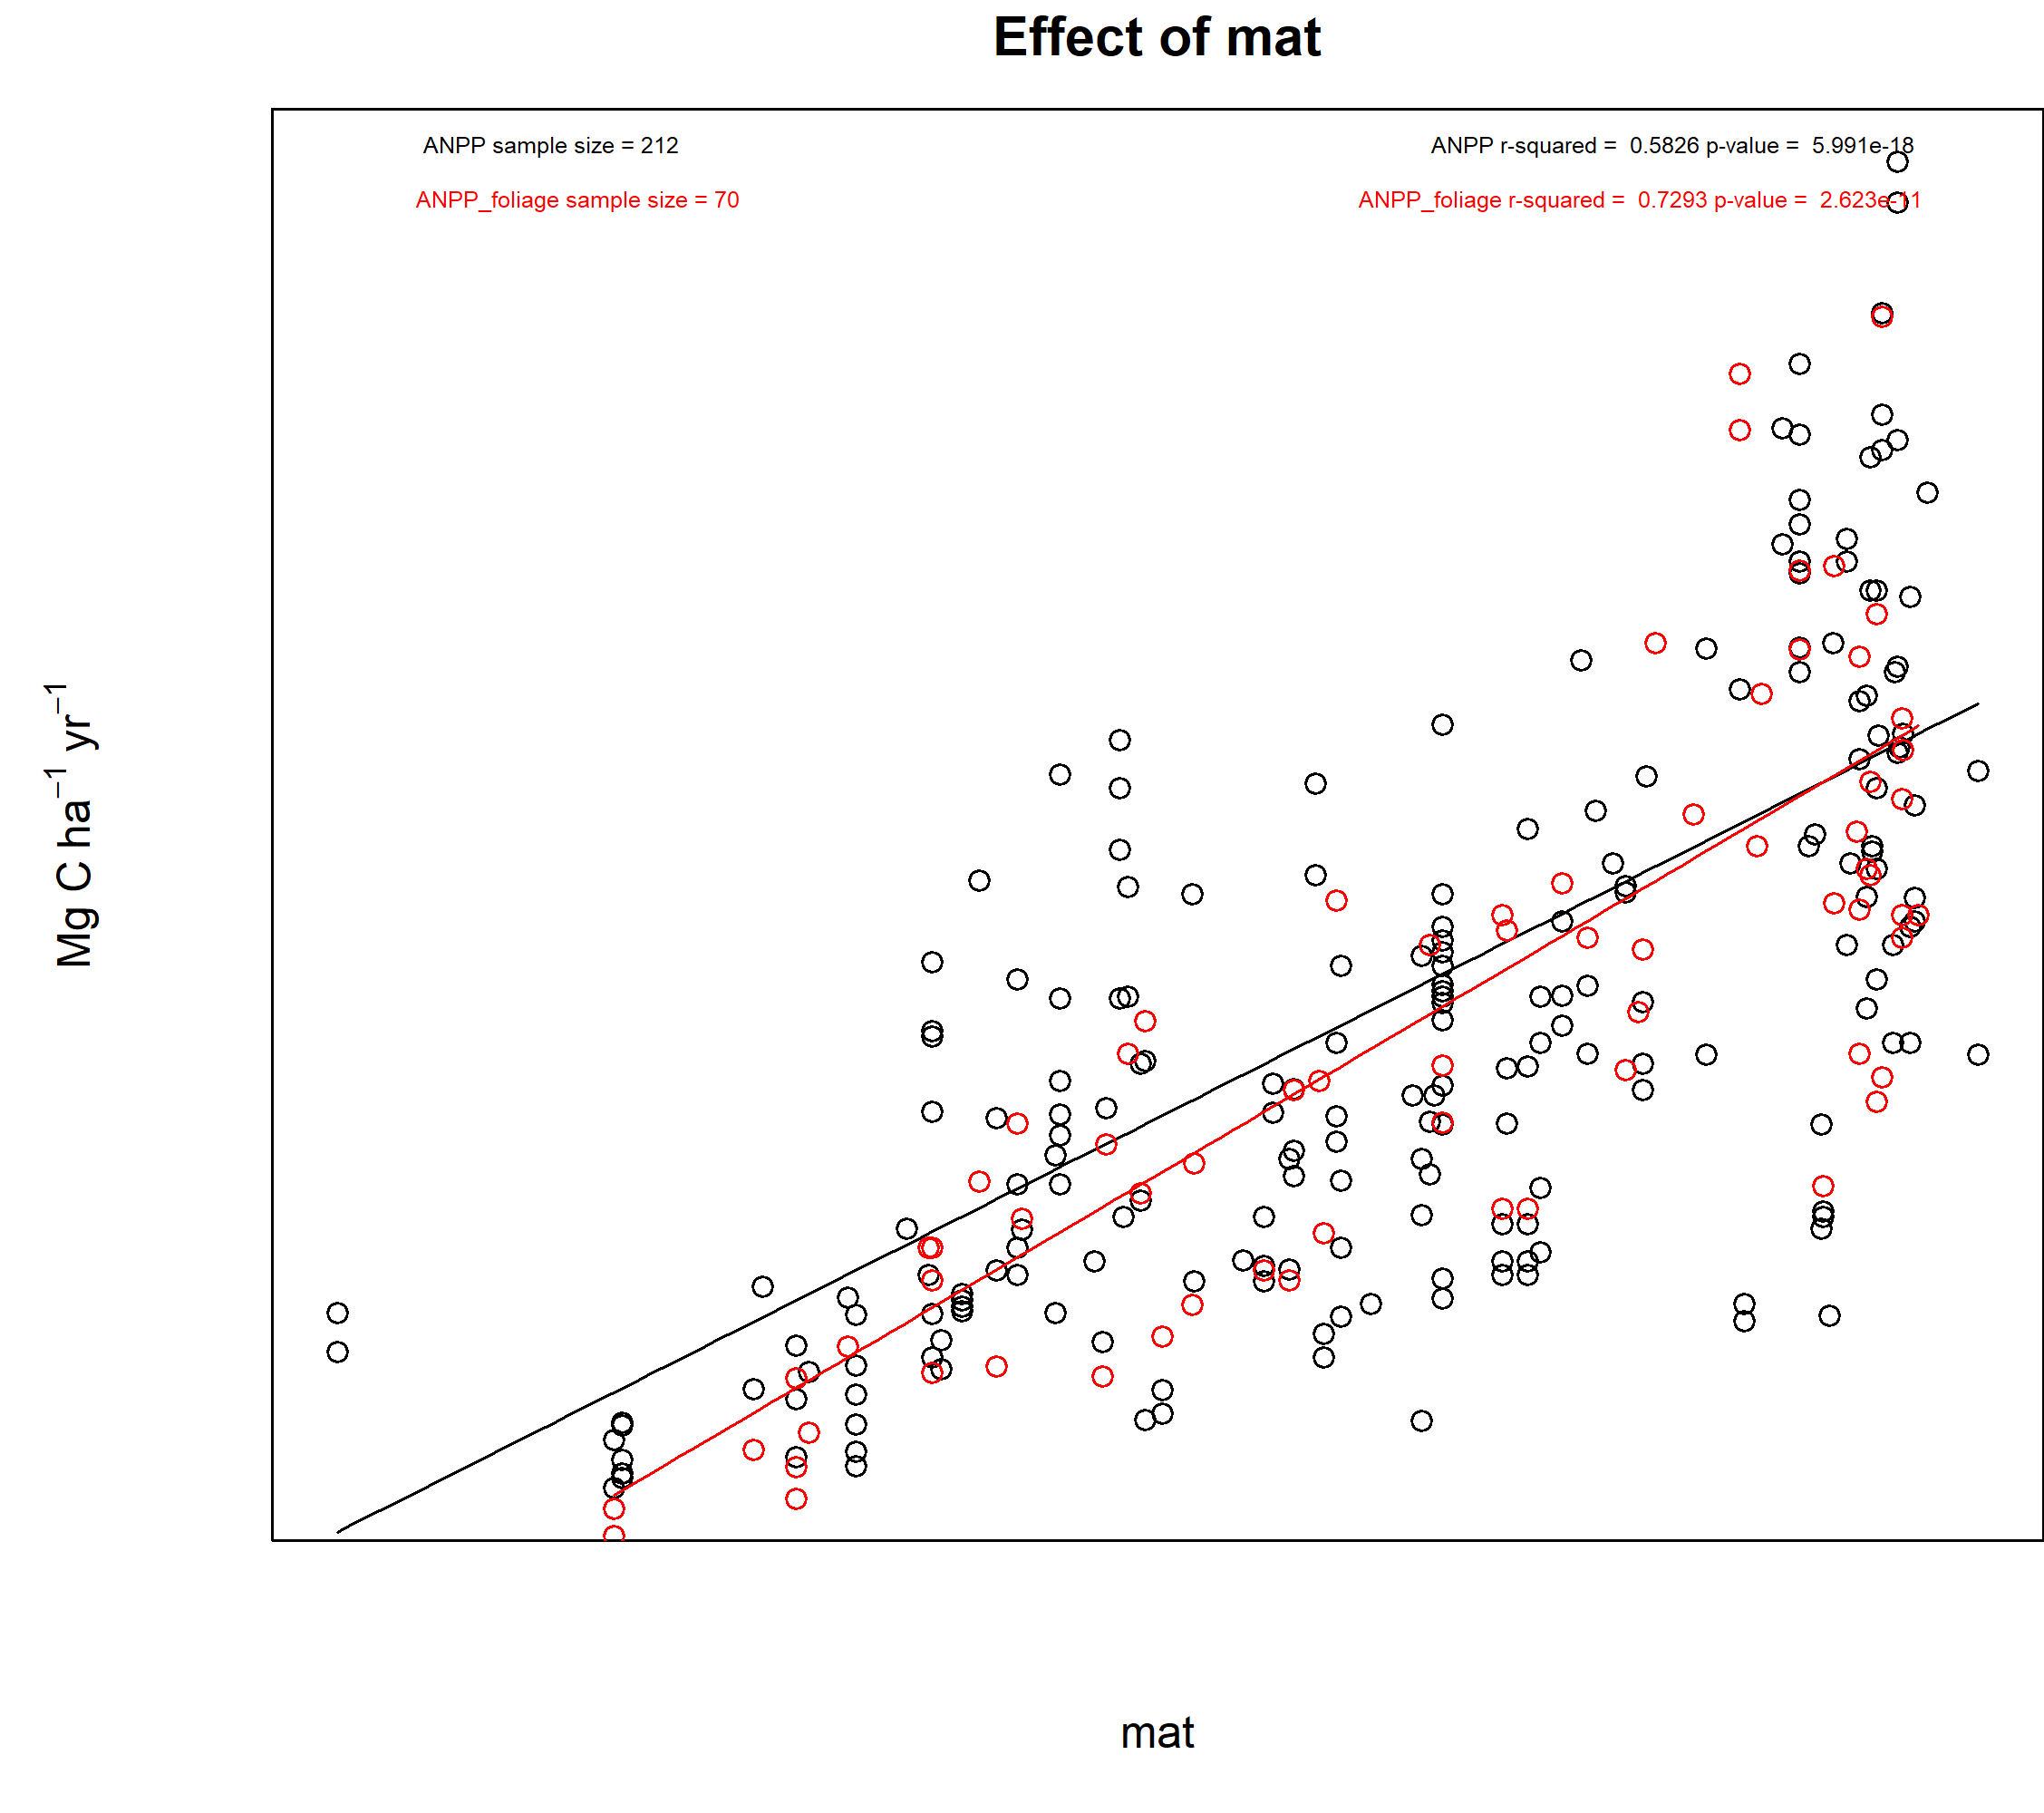 Effect of mat
ANPP sample size = 212
ANPP r-squared = 0.5826 p-value = 5.991e-18
ANPP_foliage sample size = 70
ANPP_foliage r-squared = 0.7293 p-value = 2.623e-11
Mg C ha⁻¹ yr⁻¹
mat